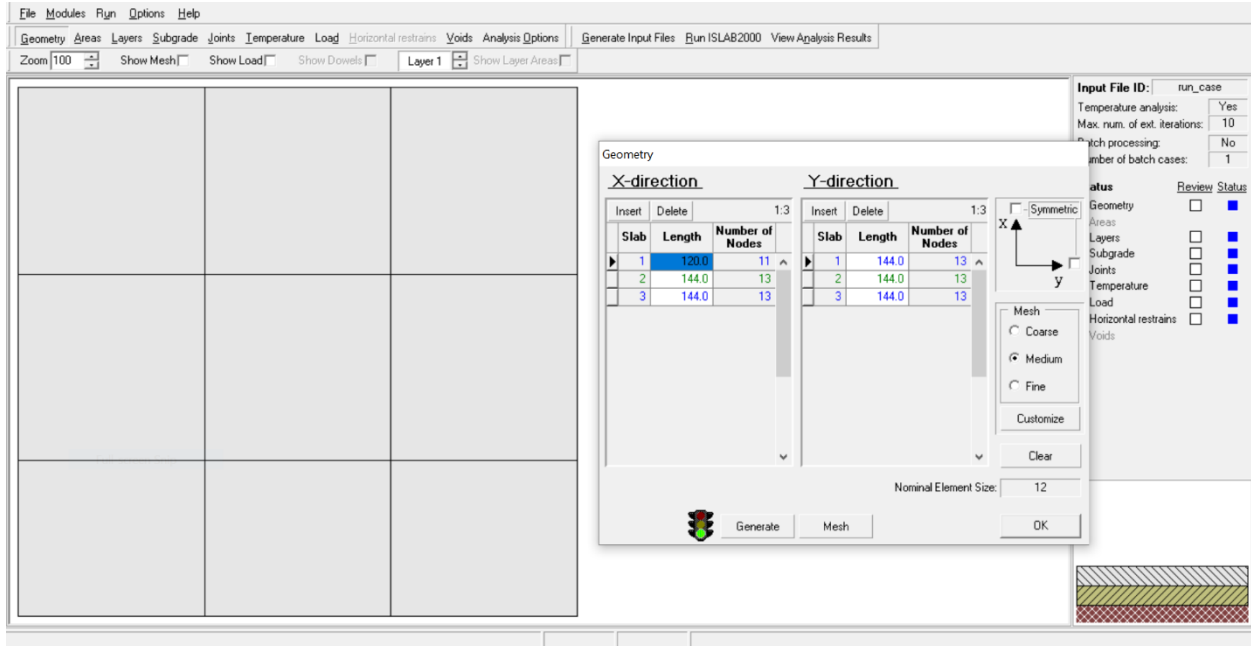 File Modules Run Options Help
Geometry Areas Layers Subgrade Joints Temperature Load Horizontal restrains Voids Analysis Options Generate Input Files Run ISLAB2000 View Analysis Results
Zoom 100 Show Mesh Show Load Show Dowels Layer 1 Show Layer Areas
Input File ID: run_case
Temperature analysis: Yes
Max. num. of ext. iterations: 10
tch processing: No
umber of batch cases: 1
atus Review Status
Geometry
Areas
Layers
Subgrade
Joints
Temperature
Load
Horizontal restrains
Voids
Geometry
X-direction
Insert Delete 1:3
Slab Length Number of Nodes
1 120.0 11
2 144.0 13
3 144.0 13
Y-direction
Insert Delete 1:3
Slab Length Number of Nodes
1 144.0 13
2 144.0 13
3 144.0 13
Symmetric
X
y
Mesh
Coarse
Medium
Fine
Customize
Clear
Nominal Element Size: 12
Generate Mesh OK